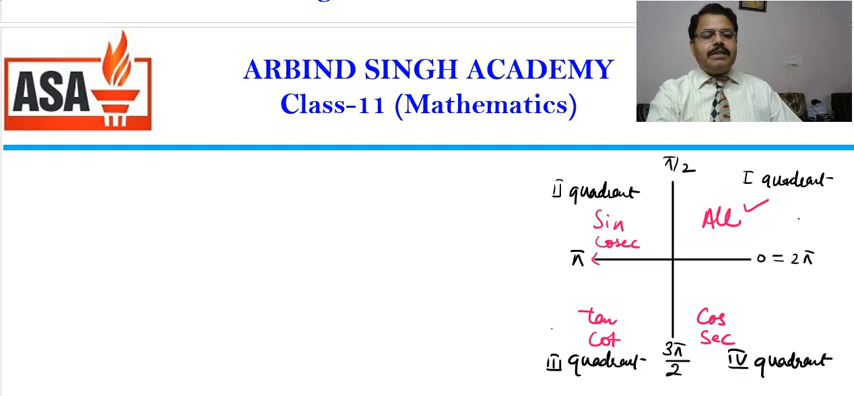 ASA
ARBIND SINGH ACADEMY
Class-11 (Mathematics)
π/2
II quadrant
I quadrant
Sin
Cosec
All ✓
π
0 = 2π
tan
Cot
Cos
Sec
III quadrant
3π/2
IV quadrant